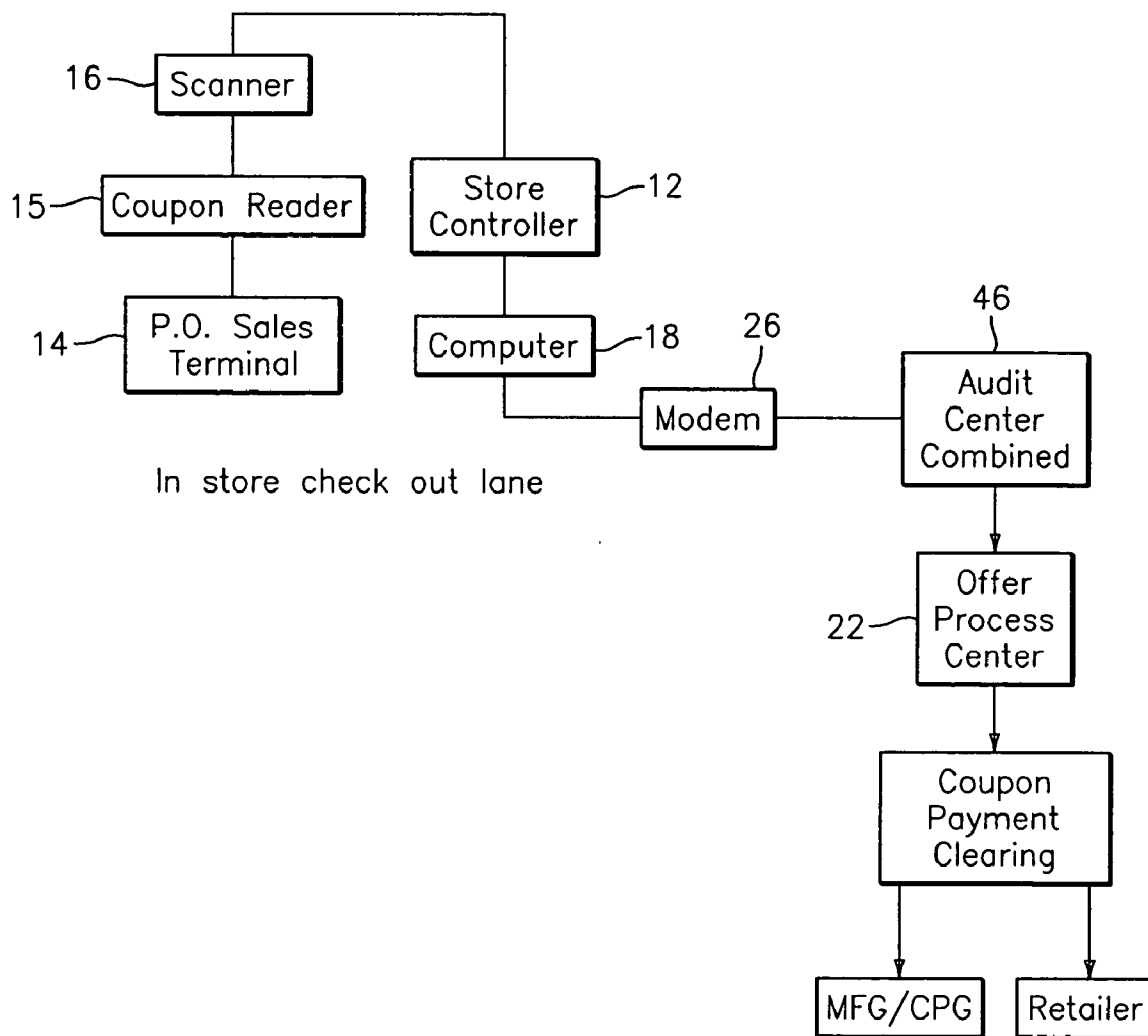 16
Scanner
15
Coupon Reader
14
P.O. Sales
Terminal
Store
Controller
12
Computer
18
26
Modem
46
Audit
Center
Combined
In store check out lane
22
Offer
Process
Center
Coupon
Payment
Clearing
MFG/CPG
Retailer